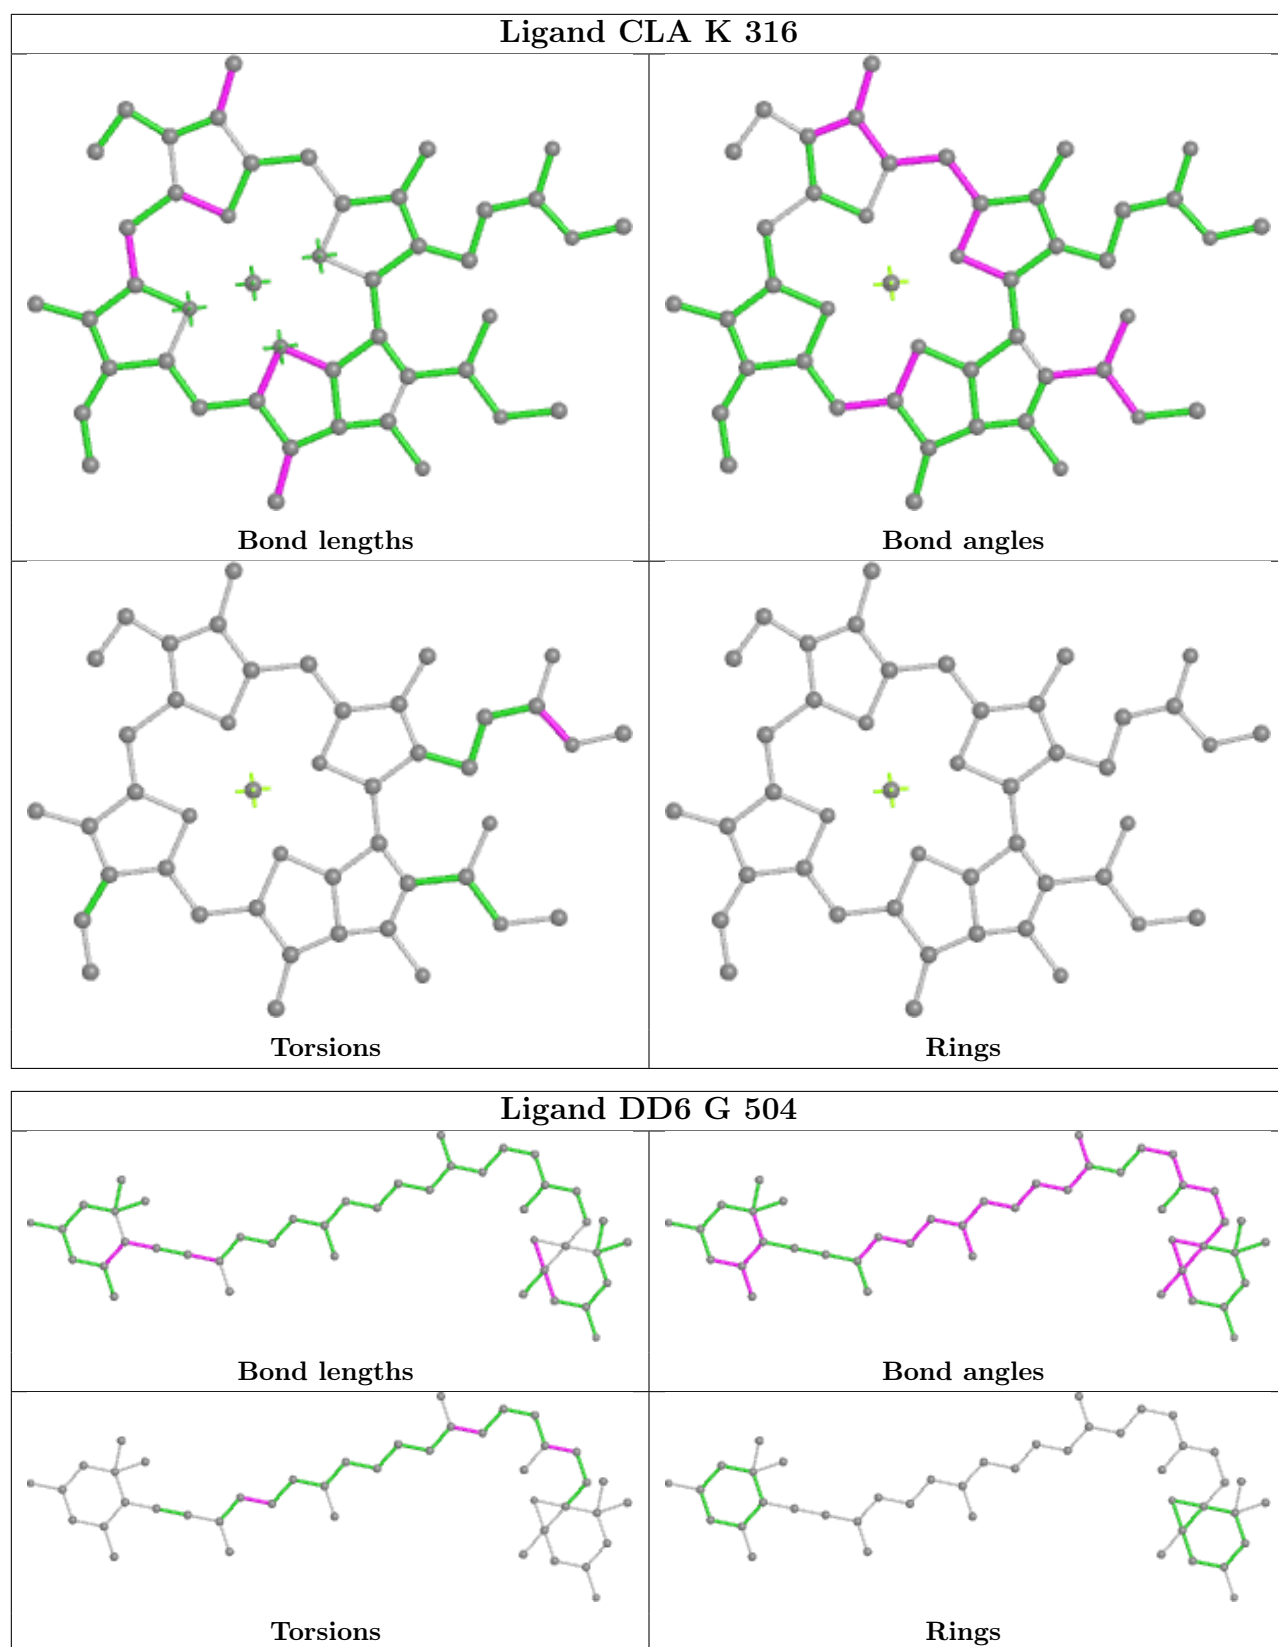 Ligand CLA K 316
Bond lengths
Bond angles
Torsions
Rings
Ligand DD6 G 504
Bond lengths
Bond angles
Torsions
Rings